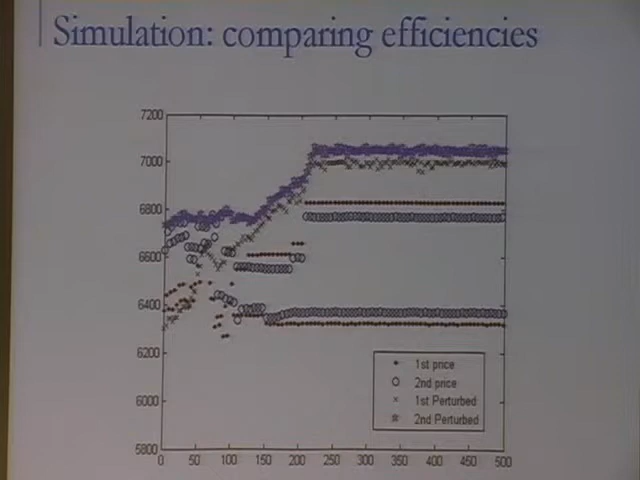 Simulation: comparing efficiencies
7200
7000
6800
6600
6400
6200
6000
5800
0 50 100 150 200 250 300 350 400 450 500
1st price
2nd price
1st Perturbed
2nd Perturbed